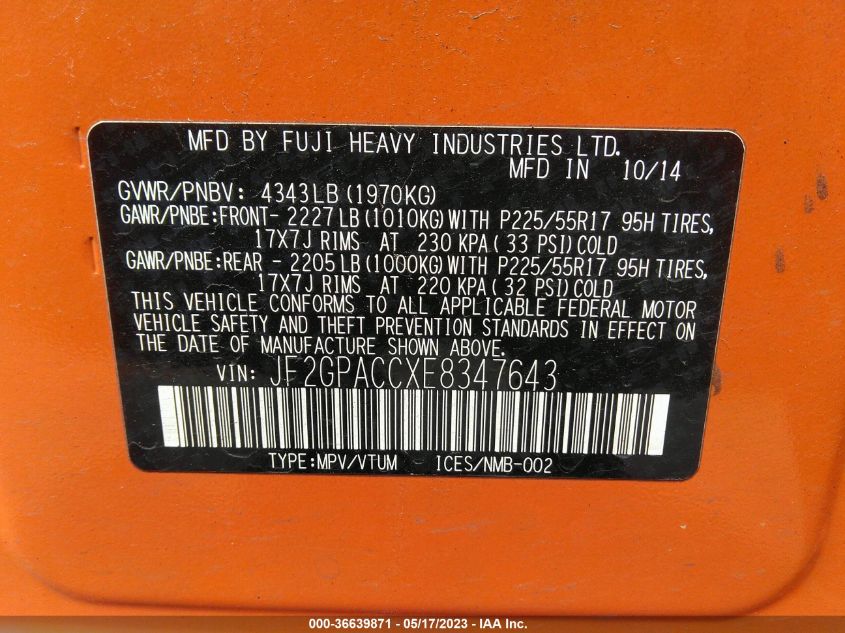 MFD BY FUJI HEAVY INDUSTRIES LTD.
MFD IN 10/14
GVWR/PNBV: 4343LB(1970KG)
GAWR/PNBE:FRONT- 2227LB(1010KG)WITH P225/55R17 95H TIRES,
17X7J RIMS AT 230 KPA(33 PSI)COLD
GAWR/PNBE:REAR - 2205LB(1000KG)WITH P225/55R17 95H TIRES,
17X7J RIMS AT 220 KPA(32 PSI)COLD
THIS VEHICLE CONFORMS TO ALL APPLICABLE FEDERAL MOTOR
VEHICLE SAFETY AND THEFT PREVENTION STANDARDS IN EFFECT ON
THE DATE OF MANUFACTURE SHOWN ABOVE.
VIN: JF2GPACCXE8347643
TYPE:MPV/VTUM ICES/NMB-002
000-36639871 - 05/17/2023 - IAA Inc.